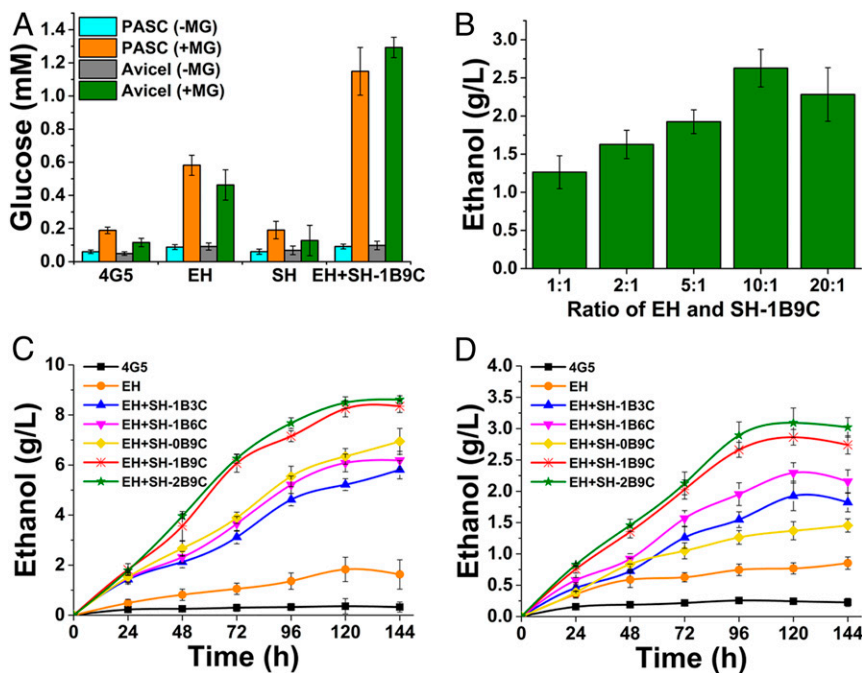 A
Glucose (mM)
1.4
1.2
1.0
0.8
0.6
0.4
0.2
0.0
PASC (-MG)
PASC (+MG)
Avicel (-MG)
Avicel (+MG)
4G5 EH SH EH+SH-1B9C
B
Ethanol (g/L)
3.0
2.5
2.0
1.5
1.0
0.5
0.0
1:1 2:1 5:1 10:1 20:1
Ratio of EH and SH-1B9C
C
Ethanol (g/L)
10
8
6
4
2
0
4G5
EH
EH+SH-1B3C
EH+SH-1B6C
EH+SH-0B9C
EH+SH-1B9C
EH+SH-2B9C
0 24 48 72 96 120 144
Time (h)
D
Ethanol (g/L)
4.0
3.5
3.0
2.5
2.0
1.5
1.0
0.5
0.0
4G5
EH
EH+SH-1B3C
EH+SH-1B6C
EH+SH-0B9C
EH+SH-1B9C
EH+SH-2B9C
0 24 48 72 96 120 144
Time (h)